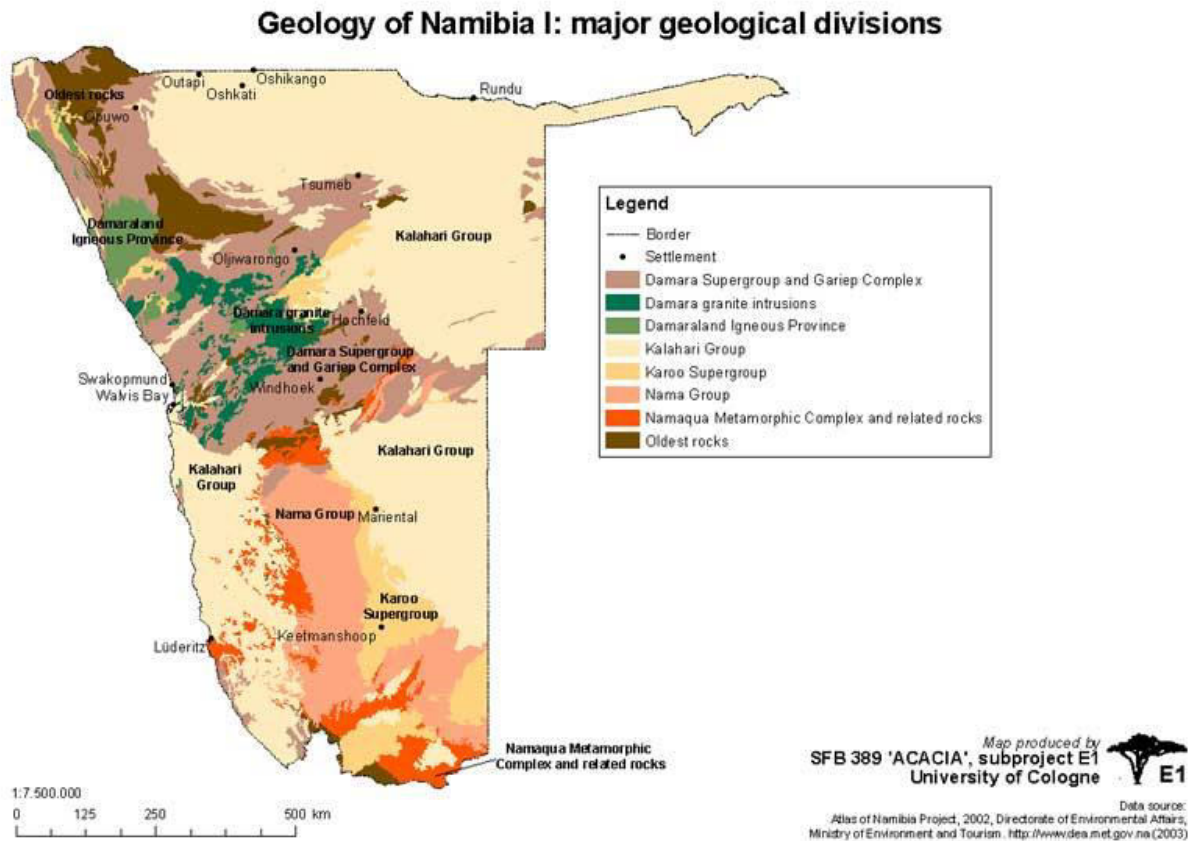 Geology of Namibia I: major geological divisions
Outapi
Oshikango
Oshkati
Rundu
Oldest rocks
Opuwo
Tsumeb
Damaraland
Igneous Province
Kalahari Group
Otjiwarongo
Damara granite
intrusions
Hochfeld
Damara Supergroup
and Gariep Complex
Windhoek
Swakopmund
Walvis Bay
Kalahari
Group
Kalahari Group
Nama Group
Mariental
Karoo
Supergroup
Keetmanshoop
Lüderitz
Namaqua Metamorphic
Complex and related rocks
Legend
Border
Settlement
Damara Supergroup and Gariep Complex
Damara granite intrusions
Damaraland Igneous Province
Kalahari Group
Karoo Supergroup
Nama Group
Namaqua Metamorphic Complex and related rocks
Oldest rocks
1:7.500.000
0 125 250 500 km
Map produced by
SFB 389 'ACACIA', subproject E1
University of Cologne
E1
Data source:
Atlas of Namibia Project, 2002, Directorate of Environmental Affairs,
Ministry of Environment and Tourism. http://www.dea.met.gov.na (2003)